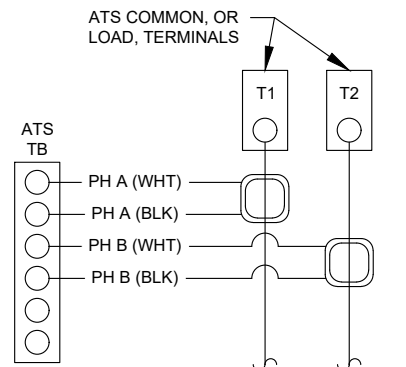 ATS COMMON, OR
LOAD, TERMINALS
T1
T2
ATS
TB
PH A (WHT)
PH A (BLK)
PH B (WHT)
PH B (BLK)